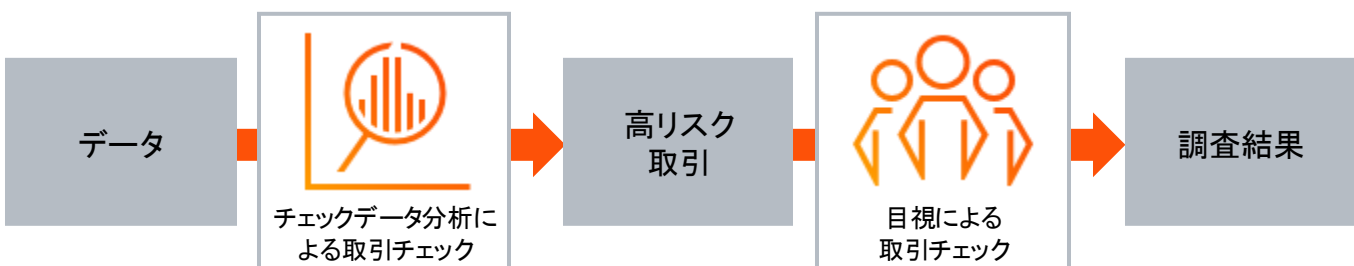 データ
チェックデータ分析に
よる取引チェック
高リスク
取引
目視による
取引チェック
調査結果